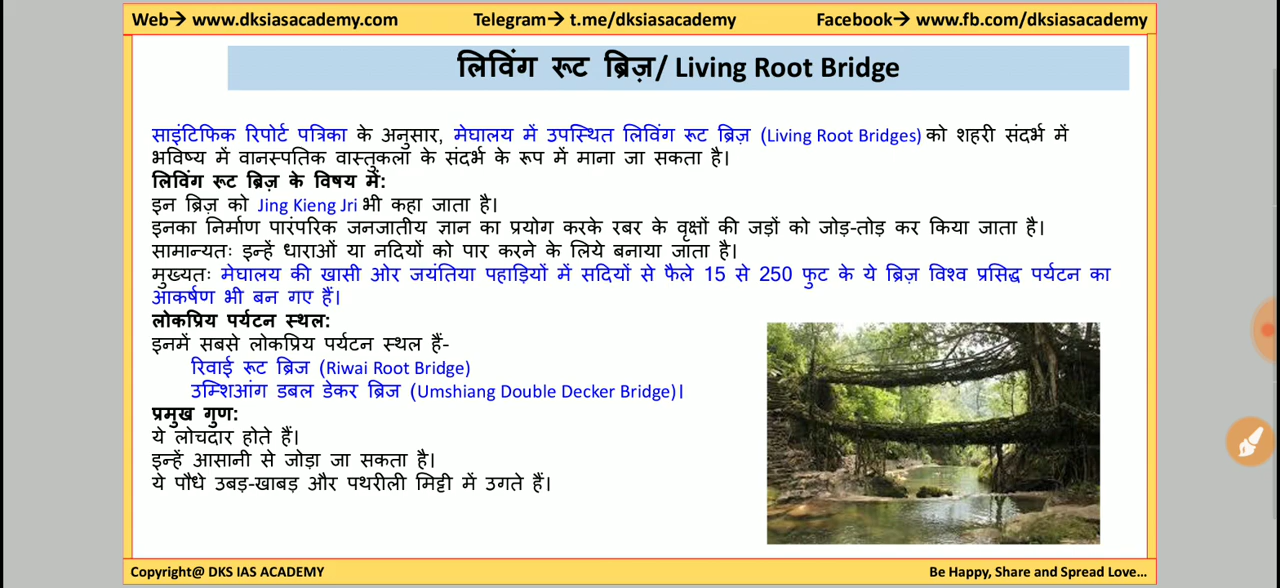 Web→ www.dksiasacademy.com Telegram→ t.me/dksiasacademy Facebook→ www.fb.com/dksiasacademy
लिविंग रूट ब्रिज़/ Living Root Bridge
साइंटिफिक रिपोर्ट पत्रिका के अनुसार, मेघालय में उपस्थित लिविंग रूट ब्रिज़ (Living Root Bridges) को शहरी संदर्भ में
भविष्य में वानस्पतिक वास्तुकला के संदर्भ के रूप में माना जा सकता है।
लिविंग रूट ब्रिज़ के विषय में:
इन ब्रिज़ को Jing Kieng Jri भी कहा जाता है।
इनका निर्माण पारंपरिक जनजातीय ज्ञान का प्रयोग करके रबर के वृक्षों की जड़ों को जोड़-तोड़ कर किया जाता है।
सामान्यतः इन्हें धाराओं या नदियों को पार करने के लिये बनाया जाता है।
मुख्यतः मेघालय की खासी ओर जयंतिया पहाड़ियों में सदियों से फैले 15 से 250 फुट के ये ब्रिज़ विश्व प्रसिद्ध पर्यटन का
आकर्षण भी बन गए हैं।
लोकप्रिय पर्यटन स्थल:
इनमें सबसे लोकप्रिय पर्यटन स्थल हैं-
रिवाई रूट ब्रिज (Riwai Root Bridge)
उम्शिआंग डबल डेकर ब्रिज (Umshiang Double Decker Bridge)।
प्रमुख गुण:
ये लोचदार होते हैं।
इन्हें आसानी से जोड़ा जा सकता है।
ये पौधे उबड़-खाबड़ और पथरीली मिट्टी में उगते हैं।
Copyright@ DKS IAS ACADEMY Be Happy, Share and Spread Love...